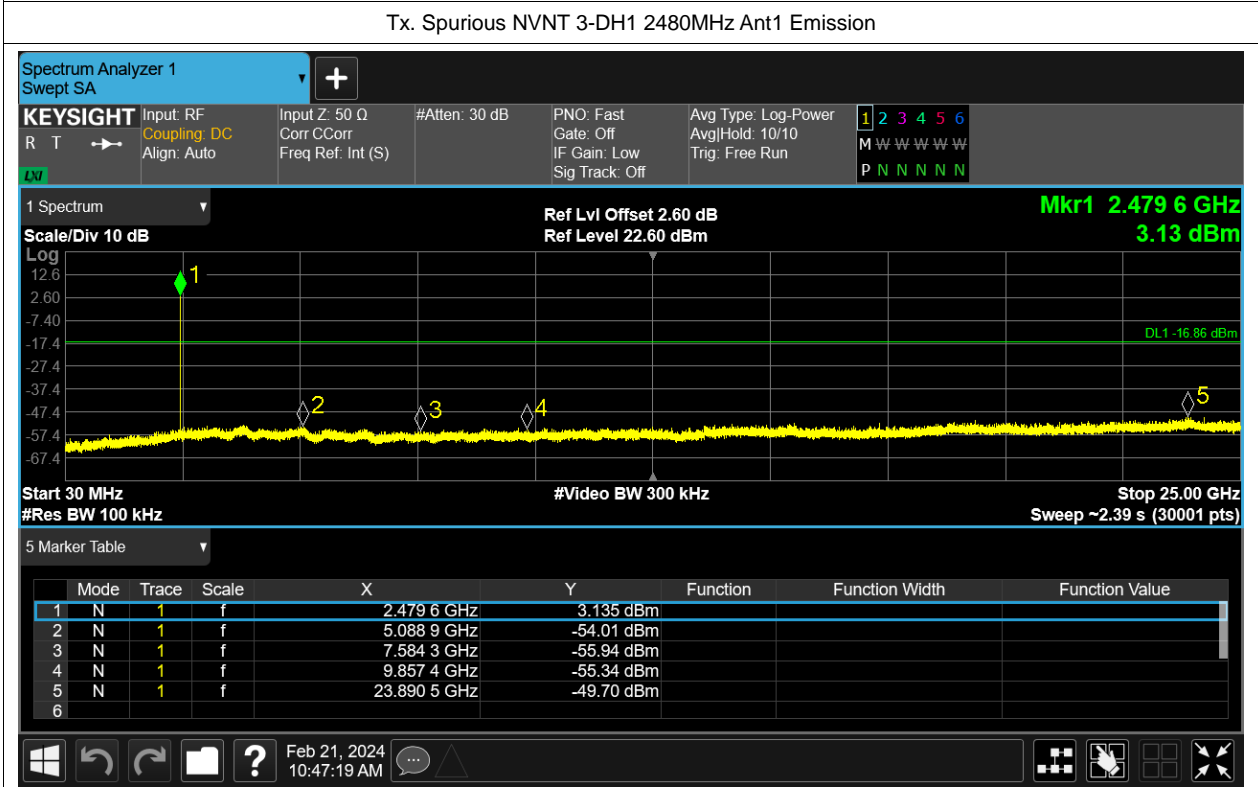 Tx. Spurious NVNT 3-DH1 2480MHz Ant1 Emission
Spectrum Analyzer 1
Swept SA
KEYSIGHT
R T
LXI
Input: RF
Coupling: DC
Align: Auto
Input Z: 50 Ω
Corr CCorr
Freq Ref: Int (S)
#Atten: 30 dB
PNO: Fast
Gate: Off
IF Gain: Low
Sig Track: Off
Avg Type: Log-Power
Avg|Hold: 10/10
Trig: Free Run
1 2 3 4 5 6
M W W W W W
P N N N N N
1 Spectrum
Scale/Div 10 dB
Ref Lvl Offset 2.60 dB
Ref Level 22.60 dBm
Mkr1 2.479 6 GHz
3.13 dBm
Log
12.6
2.60
-7.40
-17.4
-27.4
-37.4
-47.4
-57.4
-67.4
1
2
3
4
5
DL1 -16.86 dBm
Start 30 MHz
#Res BW 100 kHz
#Video BW 300 kHz
Stop 25.00 GHz
Sweep ~2.39 s (30001 pts)
5 Marker Table
Mode Trace Scale X Y Function Function Width Function Value
1 N 1 f 2.479 6 GHz 3.135 dBm
2 N 1 f 5.088 9 GHz -54.01 dBm
3 N 1 f 7.584 3 GHz -55.94 dBm
4 N 1 f 9.857 4 GHz -55.34 dBm
5 N 1 f 23.890 5 GHz -49.70 dBm
6
?
Feb 21, 2024
10:47:19 AM